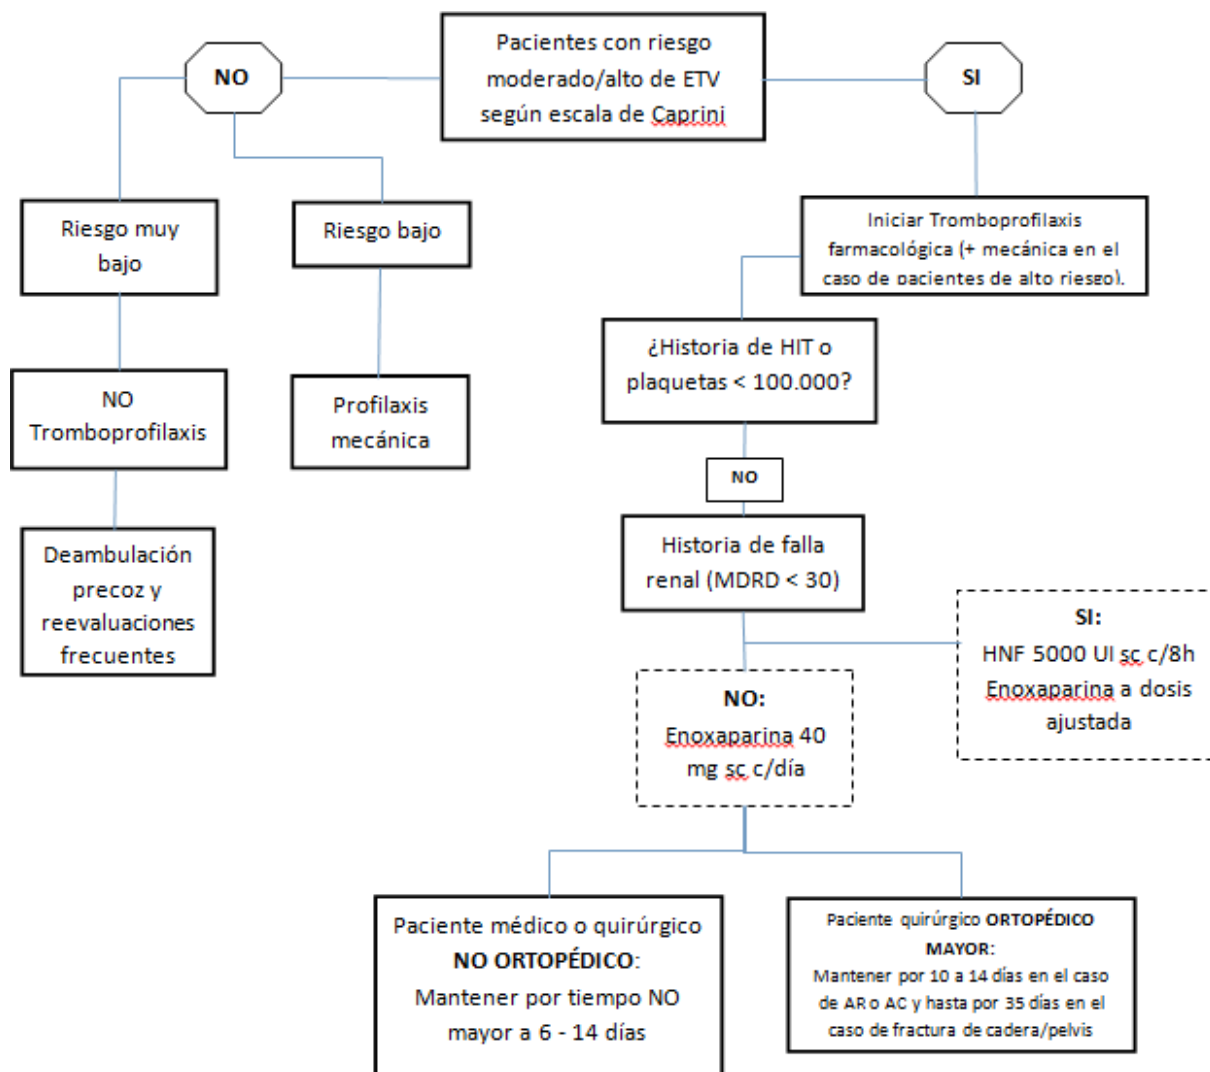 Pacientes con riesgo
moderado/alto de ETV
según escala de Caprini
NO
SI
Riesgo muy
bajo
Riesgo bajo
Iniciar Tromboprofilaxis
farmacológica (+ mecánica en el
caso de pacientes de alto riesgo).
¿Historia de HIT o
plaquetas < 100.000?
NO
Tromboprofilaxis
Profilaxis
mecánica
NO
Historia de falla
renal (MDRD < 30)
Deambulación
precoz y
reevaluaciones
frecuentes
SI:
HNF 5000 UI sc c/8h
Enoxaparina a dosis
ajustada
NO:
Enoxaparina 40
mg sc c/día
Paciente médico o quirúrgico
NO ORTOPÉDICO:
Mantener por tiempo NO
mayor a 6 - 14 días
Paciente quirúrgico ORTOPÉDICO
MAYOR:
Mantener por 10 a 14 días en el caso
de AR o AC y hasta por 35 días en el
caso de fractura de cadera/pelvis